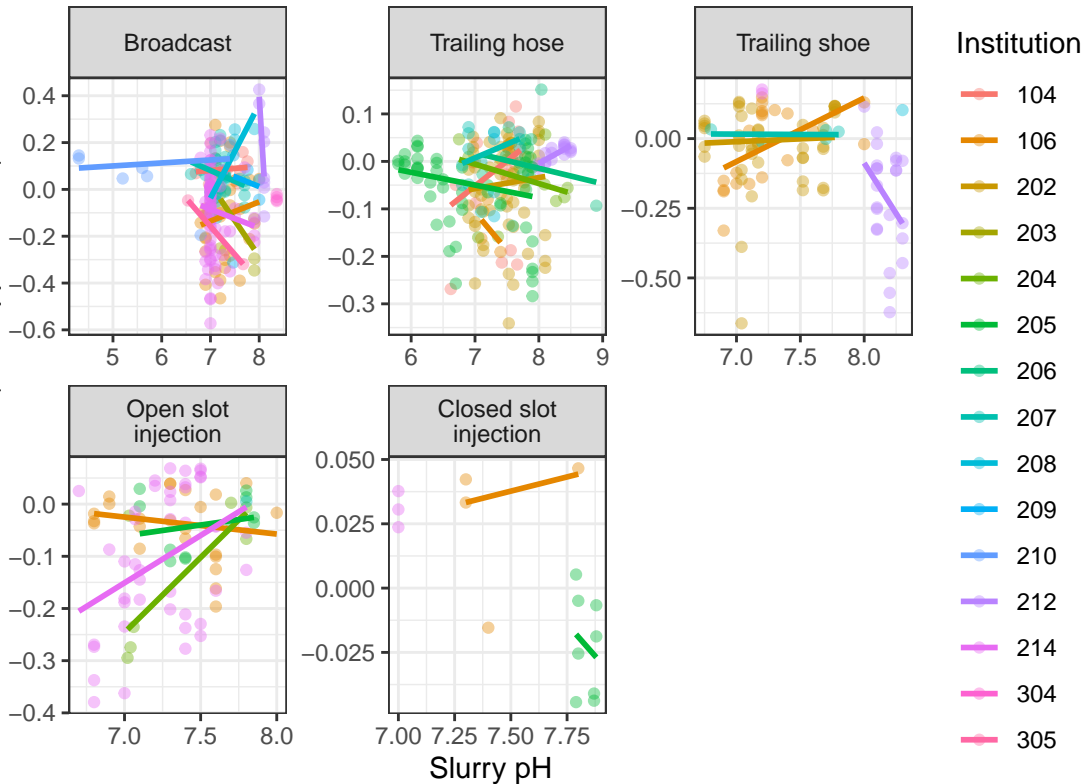 Broadcast
Trailing hose
Trailing shoe
0.4
0.2
0.0
−0.2
−0.4
−0.6
5 6 7 8
0.1
0.0
−0.1
−0.2
−0.3
6 7 8 9
0.00
−0.25
−0.50
7.0 7.5 8.0
Open slot
injection
Closed slot
injection
0.0
−0.1
−0.2
−0.3
−0.4
7.0 7.5 8.0
0.050
0.025
0.000
−0.025
7.00 7.25 7.50 7.75
Slurry pH
Institution
104
106
202
203
204
205
206
207
208
209
210
212
214
304
305